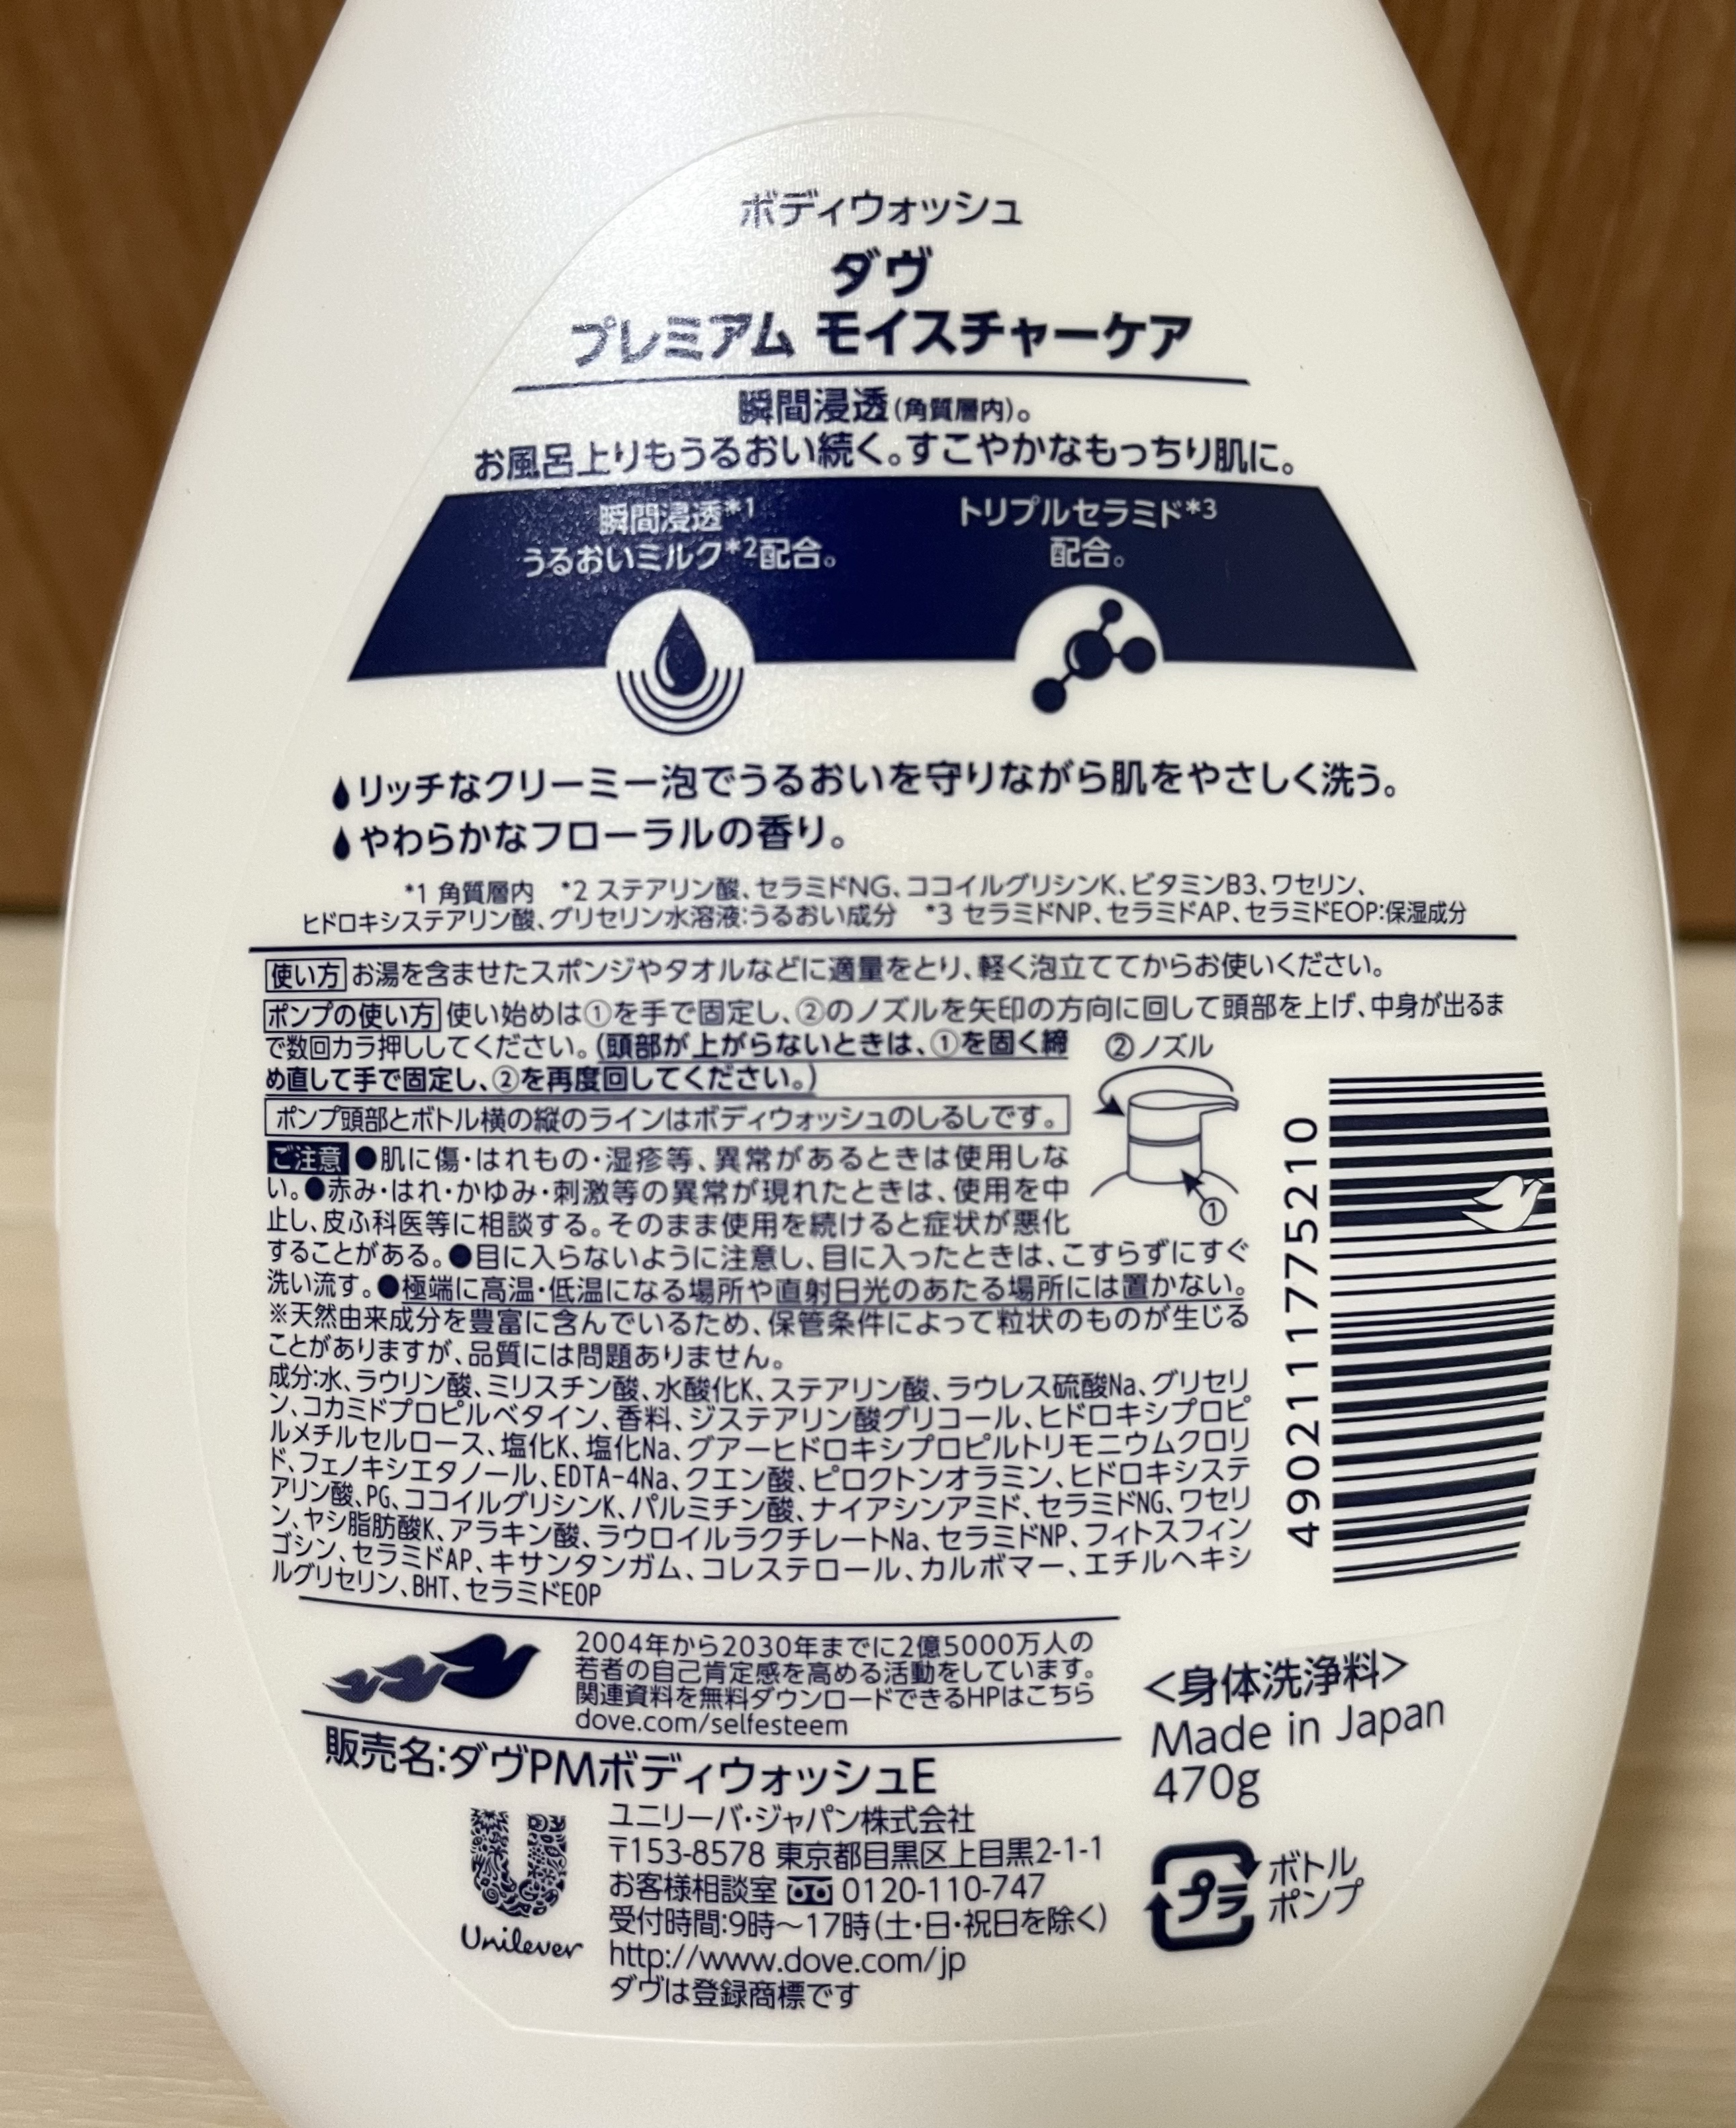 ボディウォッシュ
ダヴ
プレミアム モイスチャーケア
瞬間浸透(角質層内)。
お風呂上りもうるおい続く。すこやかなもっちり肌に。
瞬間浸透*1
うるおいミルク*2配合。
トリプルセラミド*3
配合。
リッチなクリーミー泡でうるおいを守りながら肌をやさしく洗う。
やわらかなフローラルの香り。
*1 角質層内 *2 ステアリン酸、セラミドNG、ココイルグリシンK、ビタミンB3、ワセリン、
ヒドロキシステアリン酸、グリセリン水溶液:うるおい成分 *3 セラミドNP、セラミドAP、セラミドEOP:保湿成分
使い方 お湯を含ませたスポンジやタオルなどに適量をとり、軽く泡立ててからお使いください。
ポンプの使い方 使い始めは①を手で固定し、②のノズルを矢印の方向に回して頭部を上げ、中身が出るま
で数回カラ押ししてください。(頭部が上がらないときは、①を固く締
め直して手で固定し、②を再度回してください。)
ポンプ頭部とボトル横の縦のラインはボディウォッシュのしるしです。
②ノズル
①
ご注意 ●肌に傷・はれもの・湿疹等、異常があるときは使用しな
い。●赤み・はれ・かゆみ・刺激等の異常が現れたときは、使用を中
止し、皮ふ科医等に相談する。そのまま使用を続けると症状が悪化
することがある。●目に入らないように注意し、目に入ったときは、こすらずにすぐ
洗い流す。●極端に高温・低温になる場所や直射日光のあたる場所には置かない。
※天然由来成分を豊富に含んでいるため、保管条件によって粒状のものが生じる
ことがありますが、品質には問題ありません。
成分:水、ラウリン酸、ミリスチン酸、水酸化K、ステアリン酸、ラウレス硫酸Na、グリセリ
ン、コカミドプロピルベタイン、香料、ジステアリン酸グリコール、ヒドロキシプロピ
ルメチルセルロース、塩化K、塩化Na、グアーヒドロキシプロピルトリモニウムクロリ
ド、フェノキシエタノール、EDTA-4Na、クエン酸、ピロクトンオラミン、ヒドロキシステ
アリン酸、PG、ココイルグリシンK、パルミチン酸、ナイアシンアミド、セラミドNG、ワセリ
ン、ヤシ脂肪酸K、アラキン酸、ラウロイルラクチレートNa、セラミドNP、フィトスフィン
ゴシン、セラミドAP、キサンタンガム、コレステロール、カルボマー、エチルヘキシ
ルグリセリン、BHT、セラミドEOP
4902111775210
2004年から2030年までに2億5000万人の
若者の自己肯定感を高める活動をしています。
関連資料を無料ダウンロードできるHPはこちら
dove.com/selfesteem
<身体洗浄料>
Made in Japan
470g
販売名:ダヴPMボディウォッシュE
ユニリーバ・ジャパン株式会社
〒153-8578 東京都目黒区上目黒2-1-1
お客様相談室 0120-110-747
受付時間:9時～17時(土・日・祝日を除く)
http://www.dove.com/jp
ダヴは登録商標です
Unilever
プラ
ボトル
ポンプ